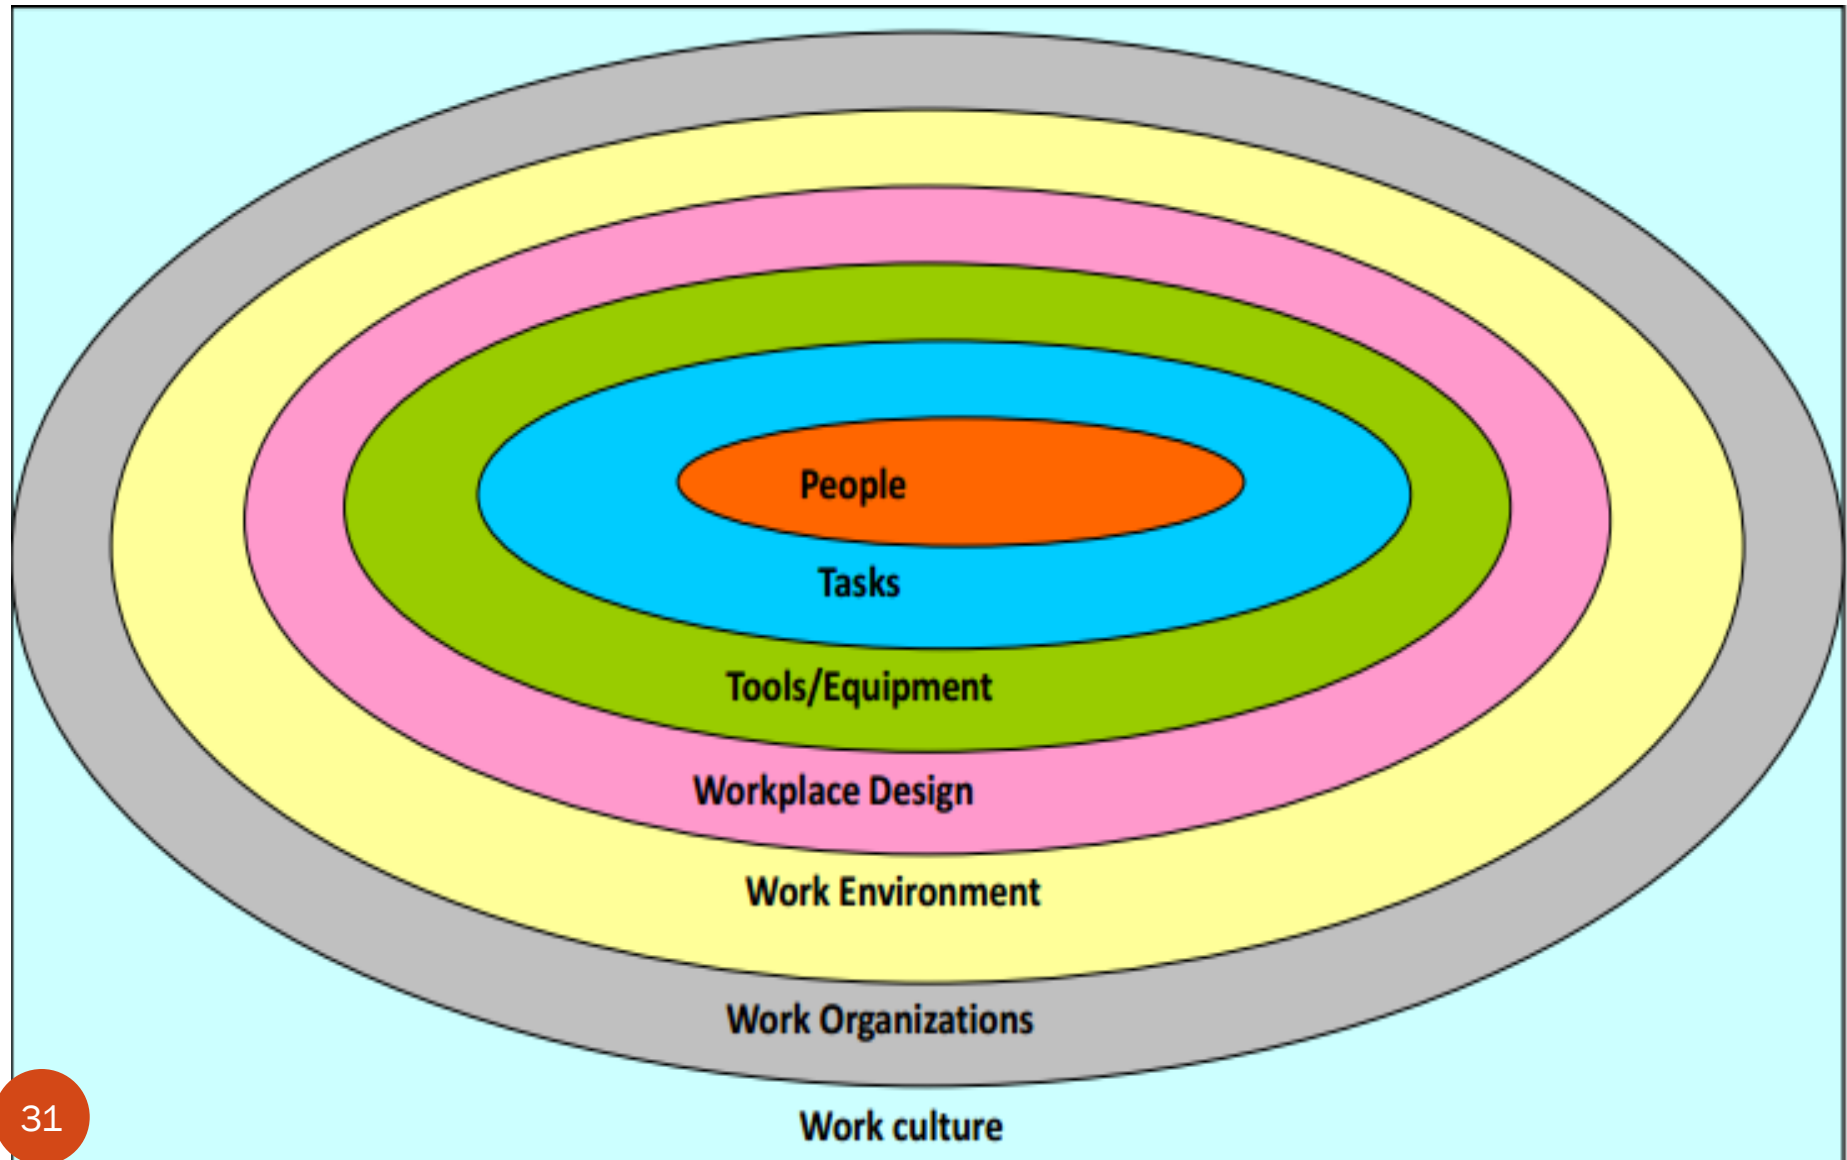 People
Tasks
Tools/Equipment
Workplace Design
Work Environment
Work Organizations
Work culture
31